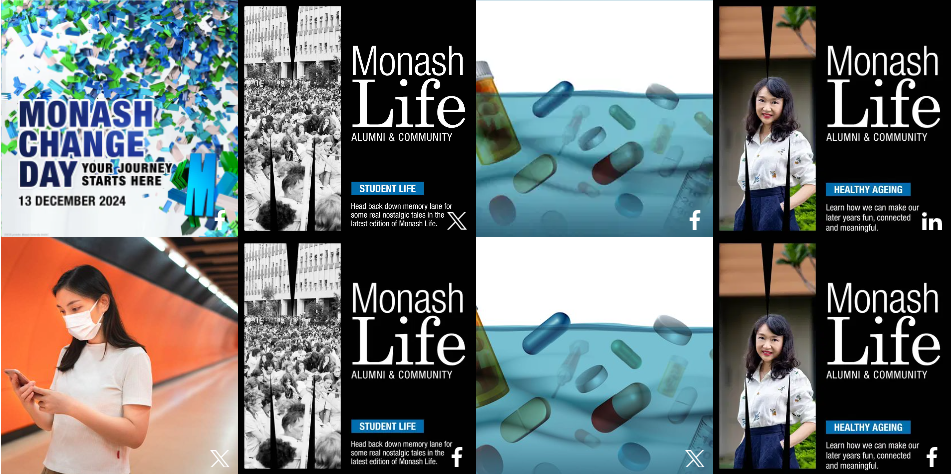 MONASH
CHANGE
DAY
YOUR JOURNEY
STARTS HERE
13 DECEMBER 2024
Monash
Life
ALUMNI & COMMUNITY
STUDENT LIFE
Head back down memory lane for
some real nostalgic tales in the
latest edition of Monash Life.
Monash
Life
ALUMNI & COMMUNITY
HEALTHY AGEING
Learn how we can make our
later years fun, connected
and meaningful.
in
Monash
Life
ALUMNI & COMMUNITY
STUDENT LIFE
Head back down memory lane for
some real nostalgic tales in the
latest edition of Monash Life.
Monash
Life
ALUMNI & COMMUNITY
HEALTHY AGEING
Learn how we can make our
later years fun, connected
and meaningful.